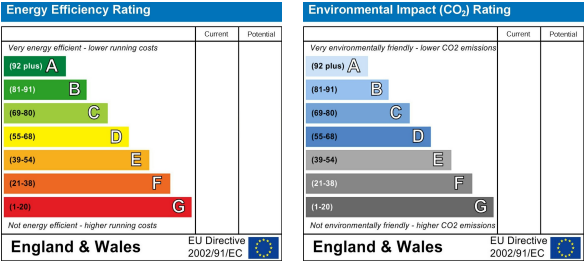 Energy Efficiency Rating
Current Potential
Very energy efficient - lower running costs
(92 plus) A
(81-91) B
(69-80) C
(55-68) D
(39-54) E
(21-38) F
(1-20) G
Not energy efficient - higher running costs
England & Wales
EU Directive
2002/91/EC
Environmental Impact (CO₂) Rating
Current Potential
Very environmentally friendly - lower CO2 emissions
(92 plus) A
(81-91) B
(69-80) C
(55-68) D
(39-54) E
(21-38) F
(1-20) G
Not environmentally friendly - higher CO2 emissions
England & Wales
EU Directive
2002/91/EC